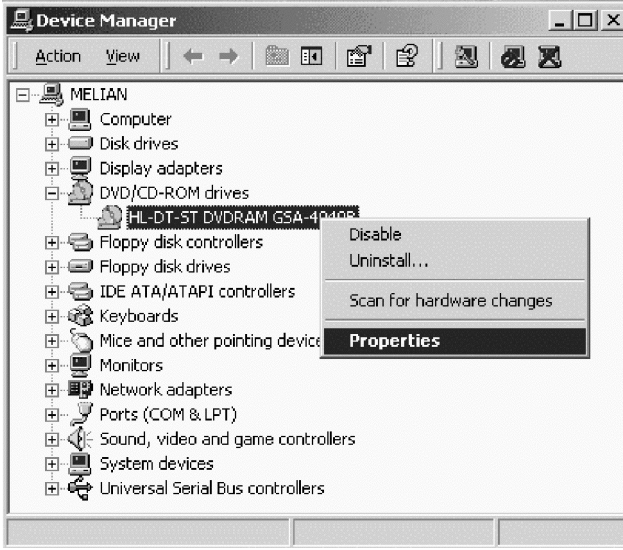 Device Manager
Action View
MELIAN
Computer
Disk drives
Display adapters
DVD/CD-ROM drives
HL-DT-ST DVDRAM GSA-4040B
Floppy disk controllers
Floppy disk drives
IDE ATA/ATAPI controllers
Keyboards
Mice and other pointing device
Monitors
Network adapters
Ports (COM & LPT)
Sound, video and game controllers
System devices
Universal Serial Bus controllers
Disable
Uninstall...
Scan for hardware changes
Properties